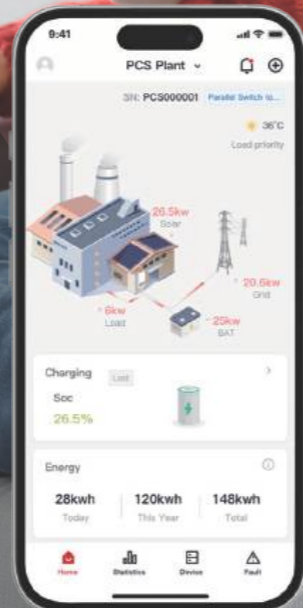 9:41
PCS Plant
SN: PCS000001 Parallel Switch to...
36°C
Load priority
26.5kw
Solar
20.6kw
Grid
6kw
Load
25kw
BAT
Charging
Lost
Soc
26.5%
Energy
28kwh 120kwh 148kwh
Today This Year Total
Home Statistics Device Fault